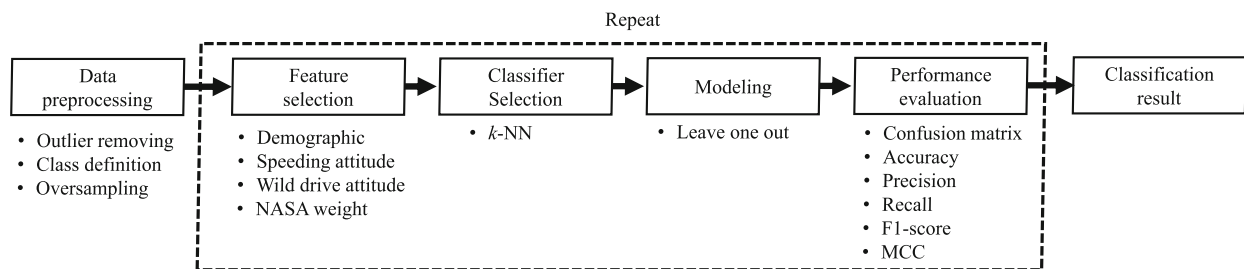 Repeat
Data
preprocessing
Feature
selection
Classifier
Selection
Modeling
Performance
evaluation
Classification
result
• Outlier removing
• Class definition
• Oversampling
• Demographic
• Speeding attitude
• Wild drive attitude
• NASA weight
• k-NN
• Leave one out
• Confusion matrix
• Accuracy
• Precision
• Recall
• F1-score
• MCC